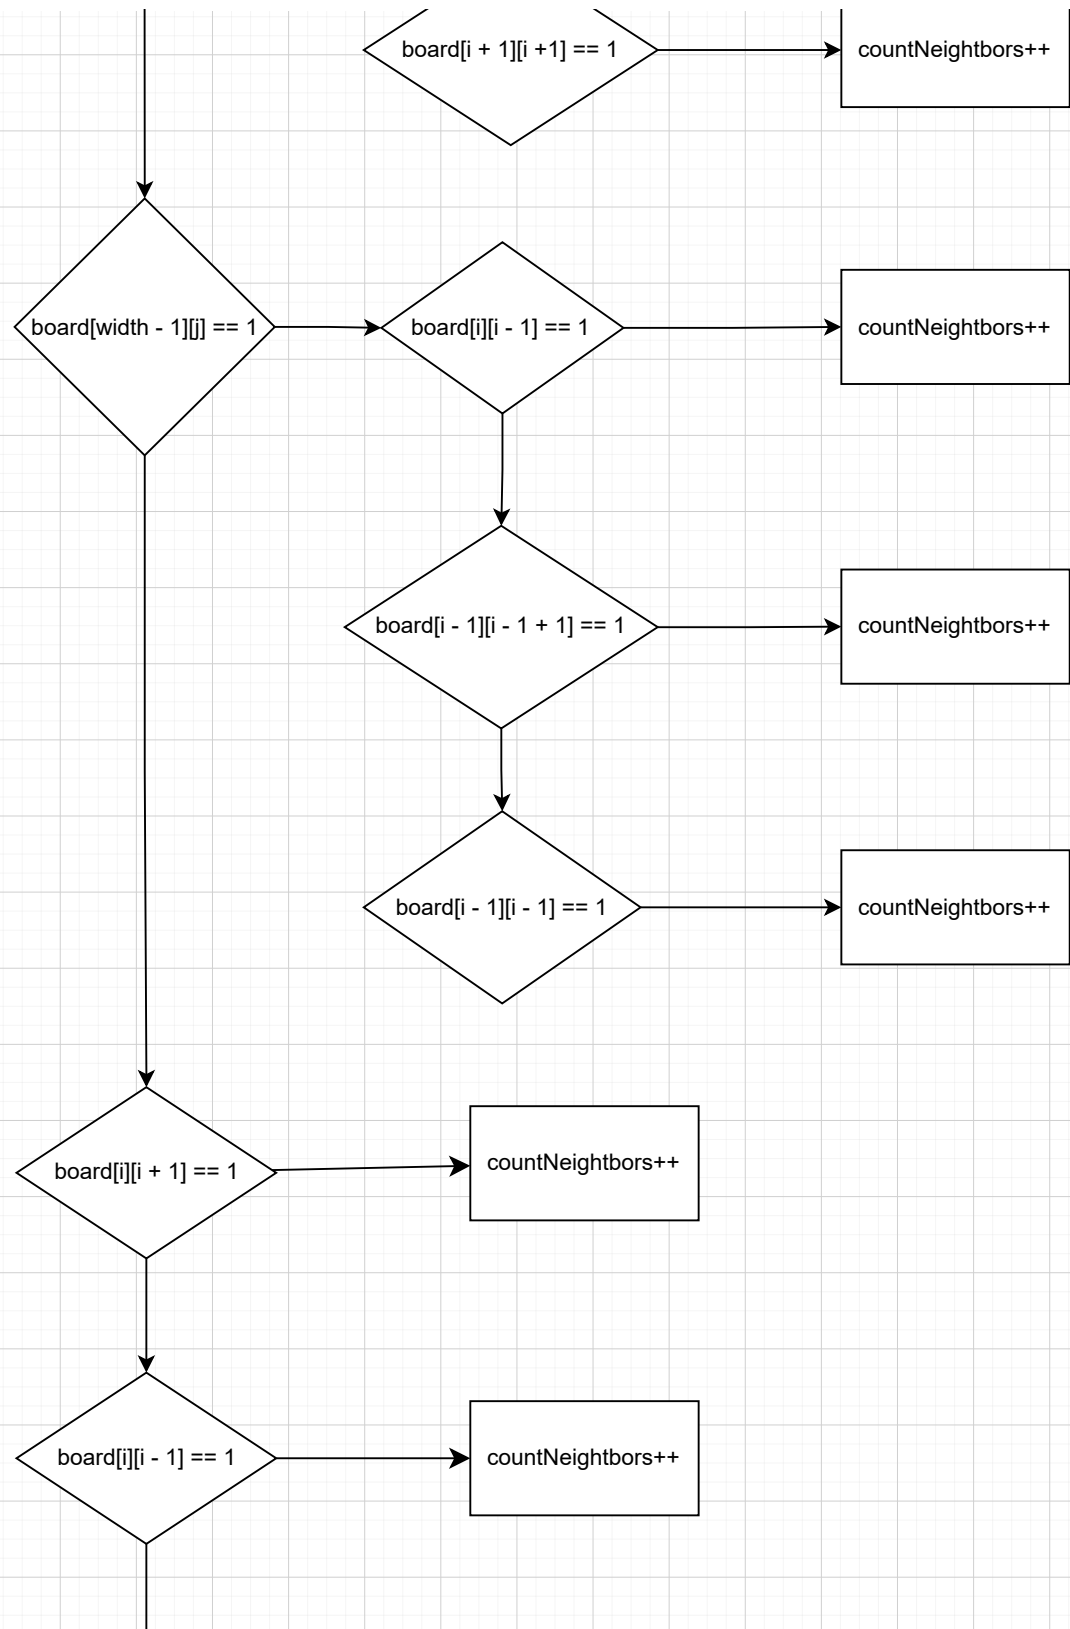 board[i + 1][i +1] == 1
countNeightbors++
board[width - 1][j] == 1
board[i][i - 1] == 1
countNeightbors++
board[i - 1][i - 1 + 1] == 1
countNeightbors++
board[i - 1][i - 1] == 1
countNeightbors++
board[i][i + 1] == 1
countNeightbors++
board[i][i - 1] == 1
countNeightbors++